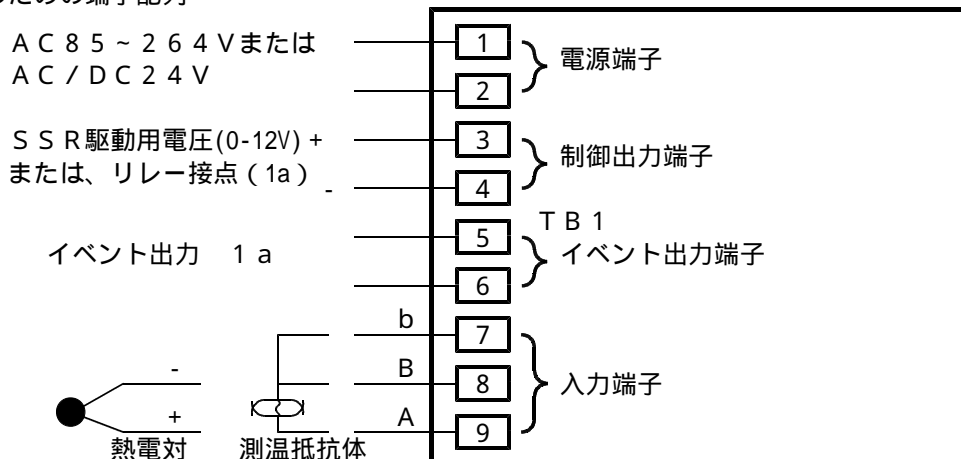 AC85~264Vまたは
AC/DC24V
1
2
電源端子
SSR駆動用電圧(0-12V) +
または、リレー接点(1a) -
3
4
制御出力端子
TB1
イベント出力 1a
5
6
イベント出力端子
b
B
A
7
8
9
入力端子
-
+
熱電対
測温抵抗体